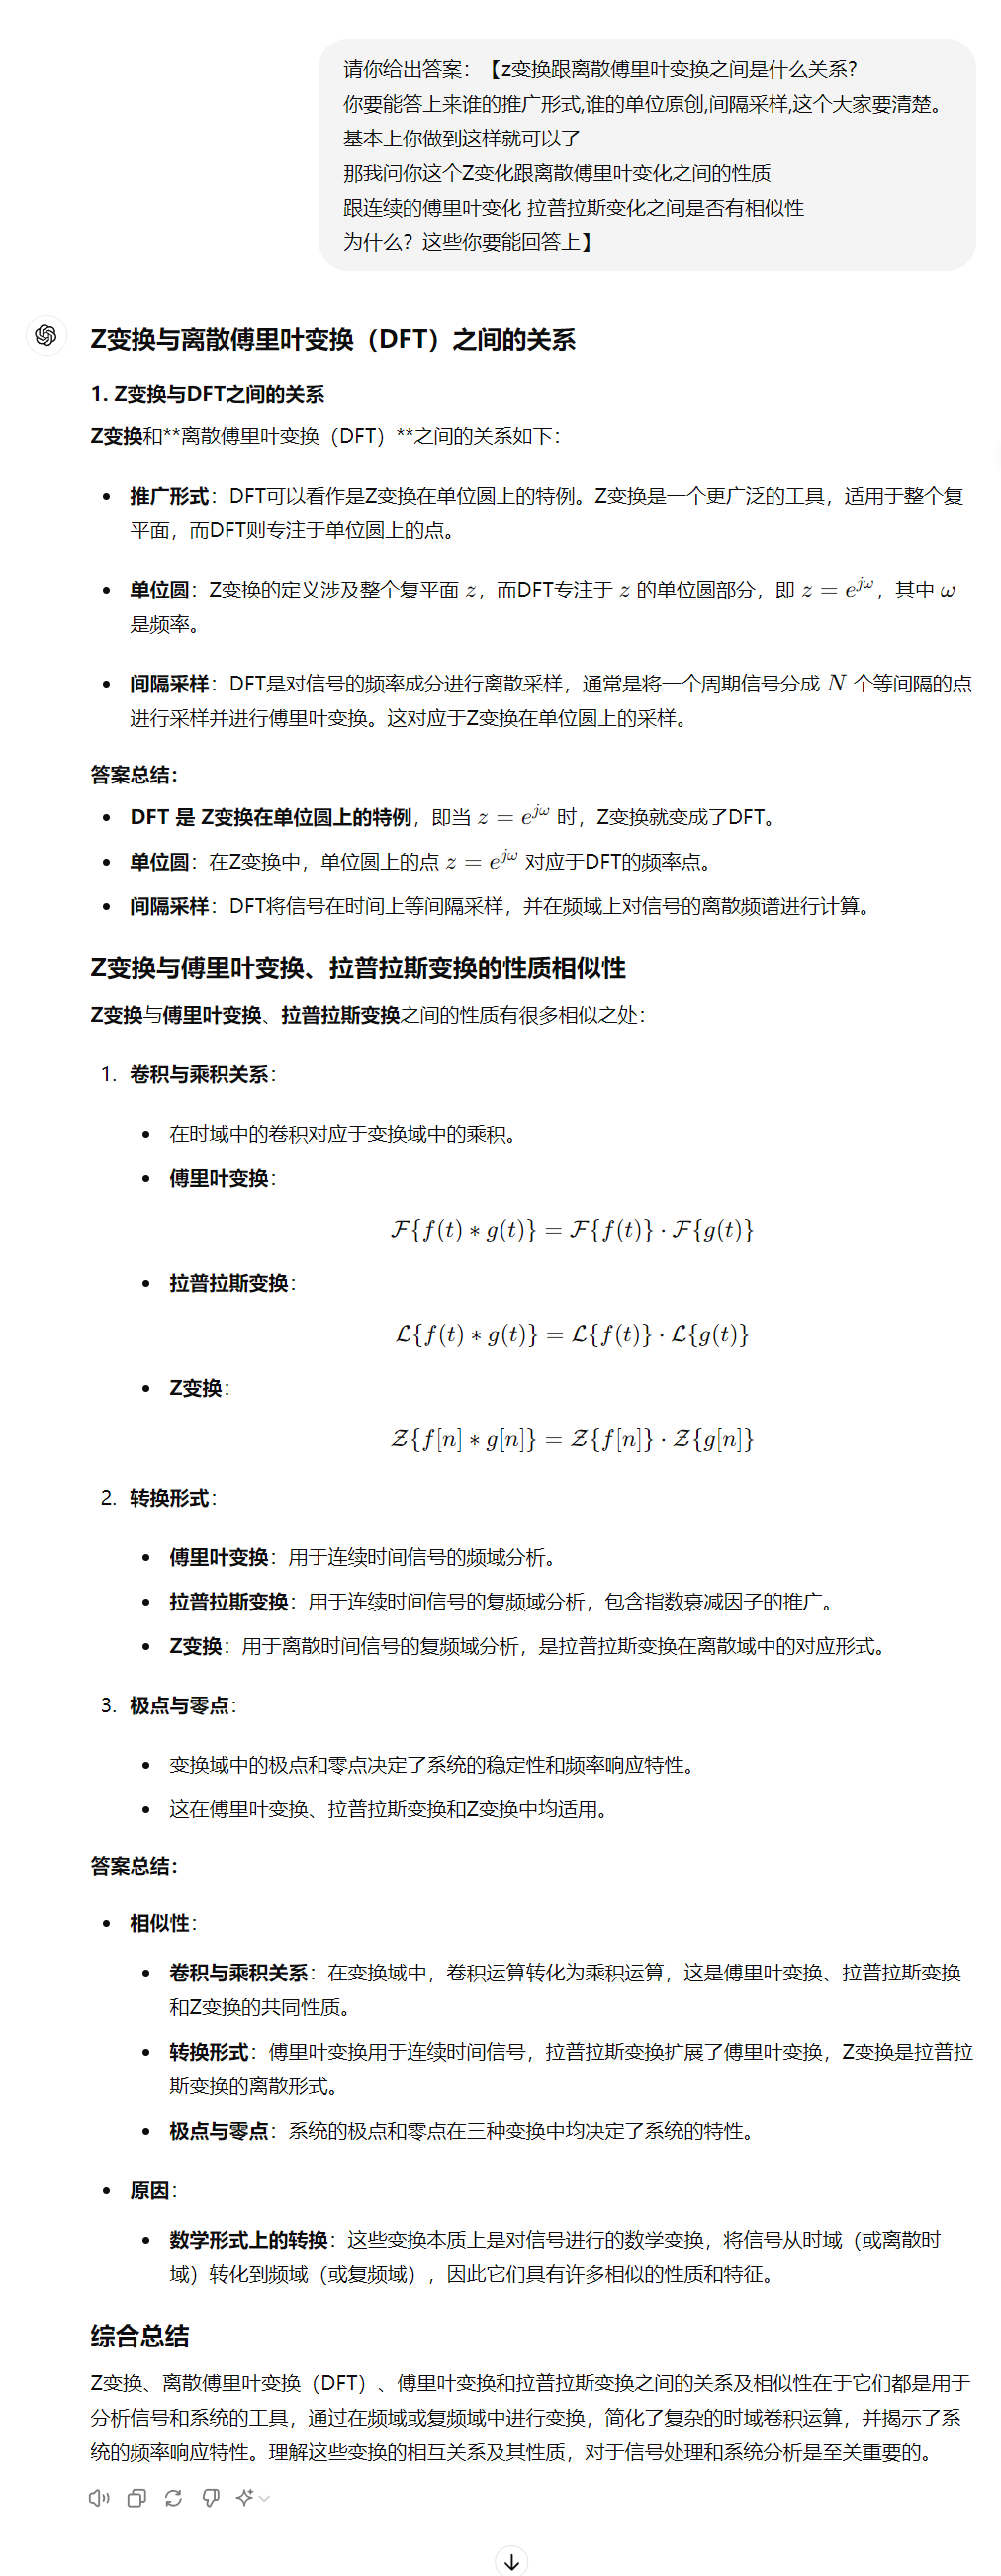 请你给出答案：【z变换跟离散傅里叶变换之间是什么关系?
你要能答上来谁的推广形式,谁的单位原创,间隔采样,这个大家要清楚。
基本上你做到这样就可以了
那我问你这个Z变化跟离散傅里叶变化之间的性质
跟连续的傅里叶变化 拉普拉斯变化之间是否有相似性
为什么？这些你要能回答上】
Z变换与离散傅里叶变换（DFT）之间的关系
1. Z变换与DFT之间的关系
Z变换和**离散傅里叶变换（DFT）**之间的关系如下：
• 推广形式：DFT可以看作是Z变换在单位圆上的特例。Z变换是一个更广泛的工具，适用于整个复
平面，而DFT则专注于单位圆上的点。
• 单位圆：Z变换的定义涉及整个复平面 z，而DFT专注于 z 的单位圆部分，即 z = e^{jω}，其中 ω
是频率。
• 间隔采样：DFT是对信号的频率成分进行离散采样，通常是将一个周期信号分成 N 个等间隔的点
进行采样并进行傅里叶变换。这对应于Z变换在单位圆上的采样。
答案总结：
• DFT 是 Z变换在单位圆上的特例，即当 z = e^{jω} 时，Z变换就变成了DFT。
• 单位圆：在Z变换中，单位圆上的点 z = e^{jω} 对应于DFT的频率点。
• 间隔采样：DFT将信号在时间上等间隔采样，并在频域上对信号的离散频谱进行计算。
Z变换与傅里叶变换、拉普拉斯变换的性质相似性
Z变换与傅里叶变换、拉普拉斯变换之间的性质有很多相似之处：
1. 卷积与乘积关系：
• 在时域中的卷积对应于变换域中的乘积。
• 傅里叶变换：
ℱ{f(t) ∗ g(t)} = ℱ{f(t)} · ℱ{g(t)}
• 拉普拉斯变换：
ℒ{f(t) ∗ g(t)} = ℒ{f(t)} · ℒ{g(t)}
• Z变换：
𝒵{f[n] ∗ g[n]} = 𝒵{f[n]} · 𝒵{g[n]}
2. 转换形式：
• 傅里叶变换：用于连续时间信号的频域分析。
• 拉普拉斯变换：用于连续时间信号的复频域分析，包含指数衰减因子的推广。
• Z变换：用于离散时间信号的复频域分析，是拉普拉斯变换在离散域中的对应形式。
3. 极点与零点：
• 变换域中的极点和零点决定了系统的稳定性和频率响应特性。
• 这在傅里叶变换、拉普拉斯变换和Z变换中均适用。
答案总结：
• 相似性：
• 卷积与乘积关系：在变换域中，卷积运算转化为乘积运算，这是傅里叶变换、拉普拉斯变换
和Z变换的共同性质。
• 转换形式：傅里叶变换用于连续时间信号，拉普拉斯变换扩展了傅里叶变换，Z变换是拉普拉
斯变换的离散形式。
• 极点与零点：系统的极点和零点在三种变换中均决定了系统的特性。
• 原因：
• 数学形式上的转换：这些变换本质上是对信号进行的数学变换，将信号从时域（或离散时
域）转化到频域（或复频域），因此它们具有许多相似的性质和特征。
综合总结
Z变换、离散傅里叶变换（DFT）、傅里叶变换和拉普拉斯变换之间的关系及相似性在于它们都是用于
分析信号和系统的工具，通过在频域或复频域中进行变换，简化了复杂的时域卷积运算，并揭示了系
统的频率响应特性。理解这些变换的相互关系及其性质，对于信号处理和系统分析是至关重要的。